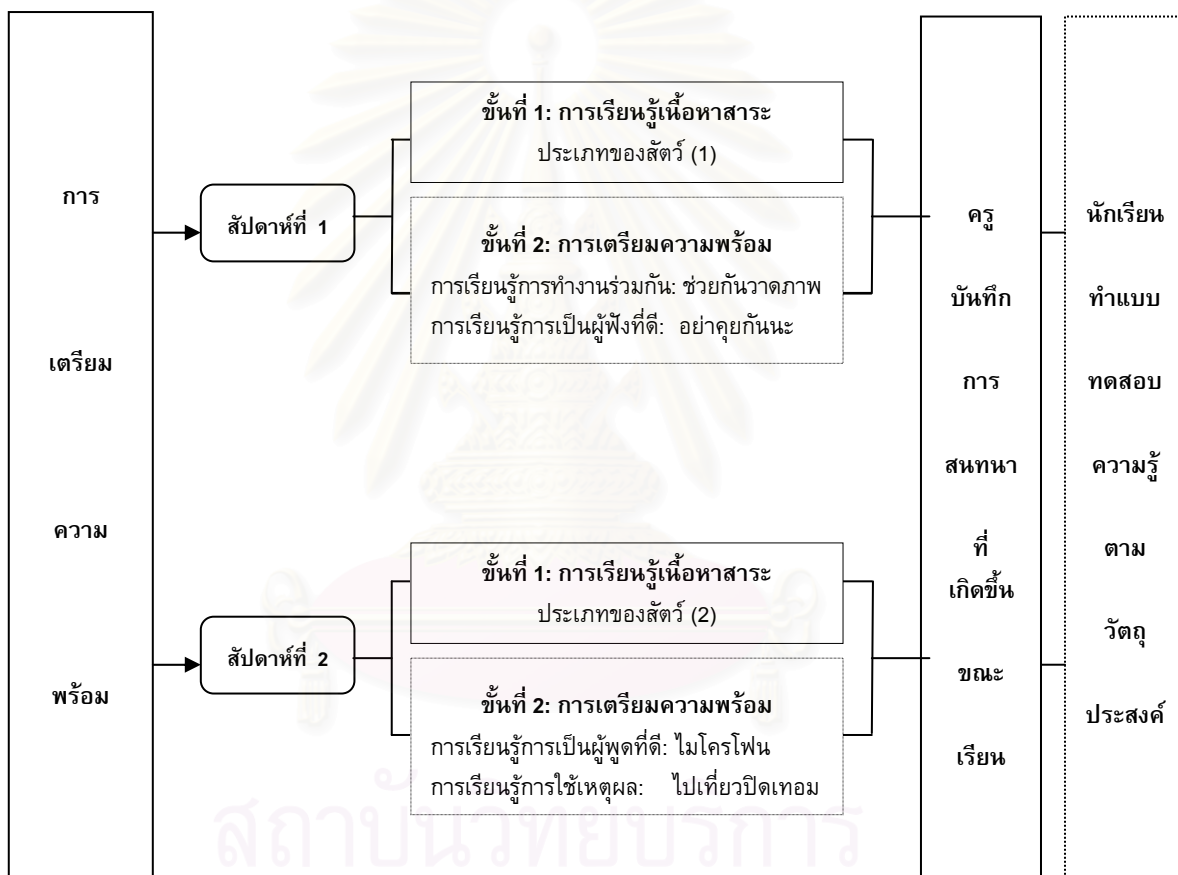 การ
เตรียม
ความ
พร้อม
สัปดาห์ที่ 1
ขั้นที่ 1: การเรียนรู้เนื้อหาสาระ
ประเภทของสัตว์ (1)
ขั้นที่ 2: การเตรียมความพร้อม
การเรียนรู้การทำงานร่วมกัน: ช่วยกันวาดภาพ
การเรียนรู้การเป็นผู้ฟังที่ดี: อย่าคุยกันนะ
สัปดาห์ที่ 2
ขั้นที่ 1: การเรียนรู้เนื้อหาสาระ
ประเภทของสัตว์ (2)
ขั้นที่ 2: การเตรียมความพร้อม
การเรียนรู้การเป็นผู้พูดที่ดี: ไมโครโฟน
การเรียนรู้การใช้เหตุผล: ไปเที่ยวปิดเทอม
ครู
บันทึก
การ
สนทนา
ที่
เกิดขึ้น
ขณะ
เรียน
นักเรียน
ทำแบบ
ทดสอบ
ความรู้
ตาม
วัตถุ
ประสงค์
สถาบันวิทยบริการ